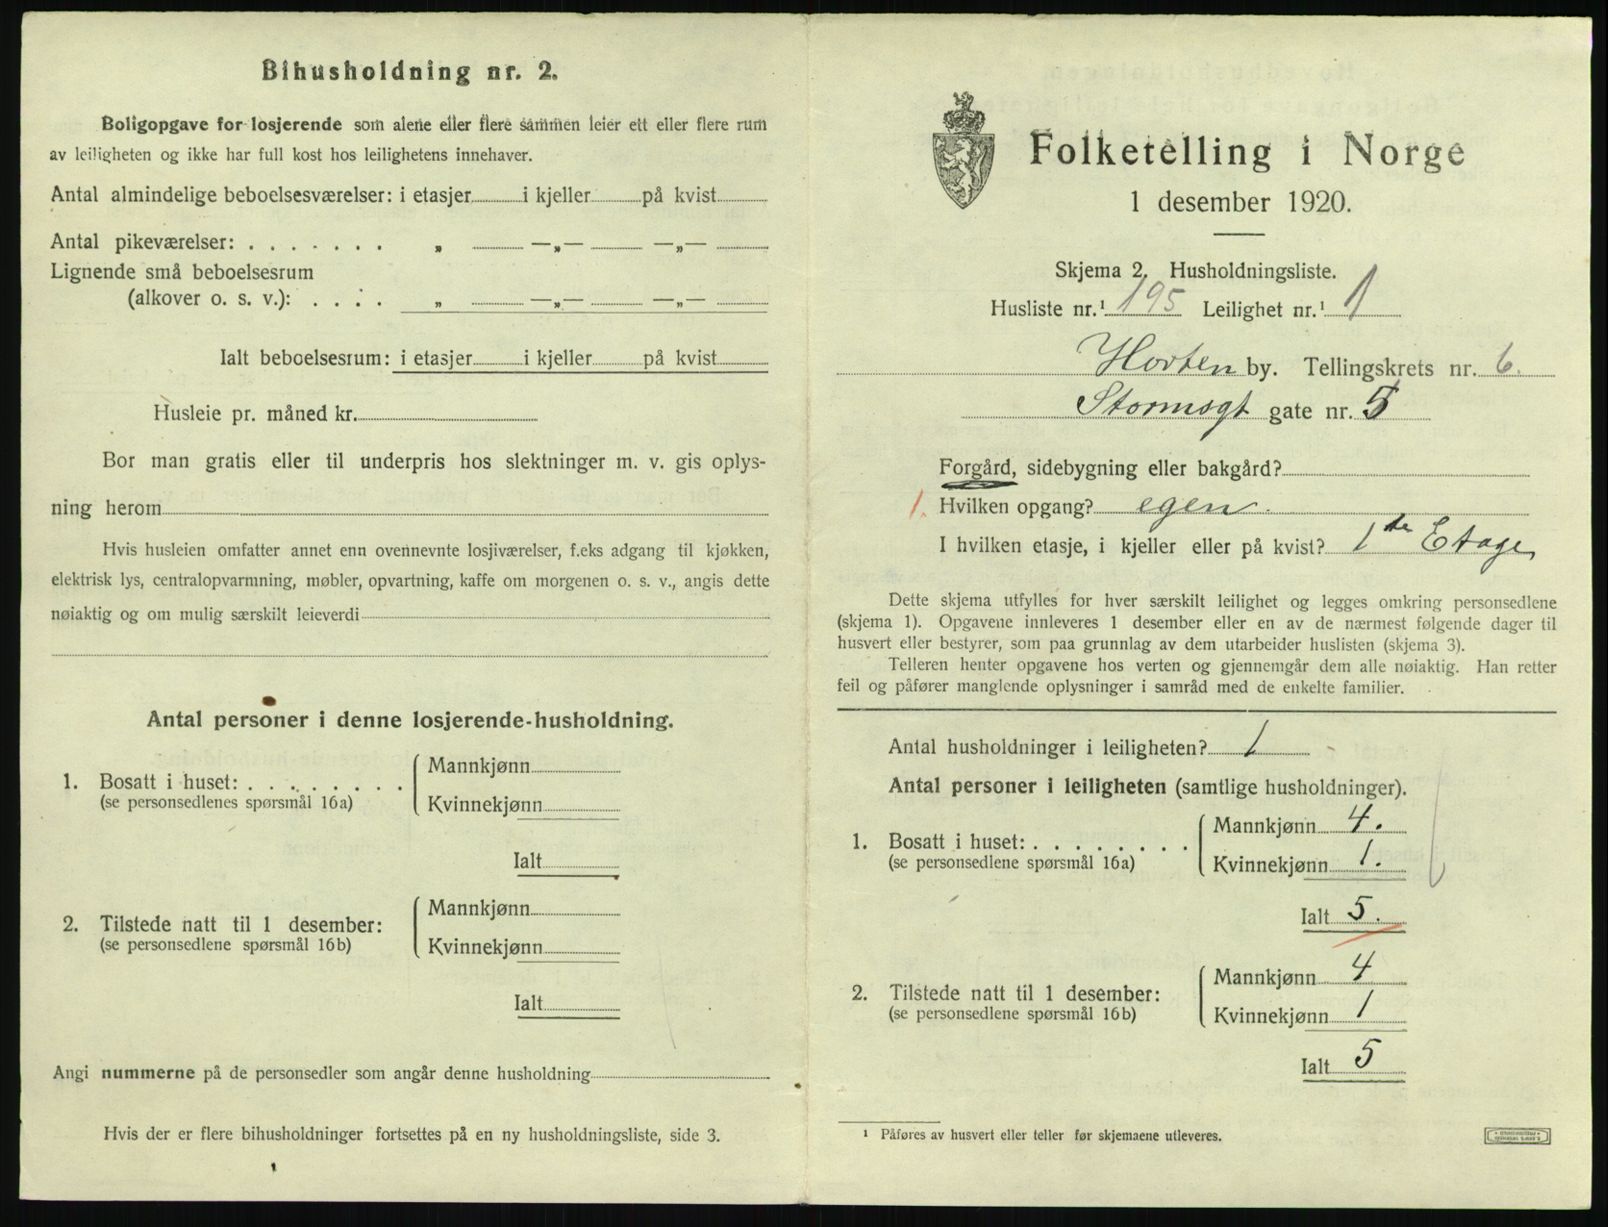 Bihusholdning nr. 2.
Boligopgave for losjerende som alene eller flere sammen leier ett eller flere rum
av leiligheten og ikke har full kost hos leilighetens innehaver.
Antal almindelige beboelsesværelser: i etasjer i kjeller på kvist
Antal pikeværelser: . . . . . . . „ —„— —„—
Lignende små beboelsesrum
(alkover o. s. v.): . . . . „ —„— —„—
Ialt beboelsesrum: i etasjer i kjeller på kvist
Husleie pr. måned kr.
Bor man gratis eller til underpris hos slektninger m. v. gis oplys-
ning herom
Hvis husleien omfatter annet enn ovennevnte losjiværelser, f.eks adgang til kjøkken,
elektrisk lys, centralopvarmning, møbler, opvartning, kaffe om morgenen o. s. v., angis dette
nøiaktig og om mulig særskilt leieverdi
Antal personer i denne losjerende-husholdning.
1. Bosatt i huset: . . . . . . . .
(se personsedlenes spørsmål 16a)
Mannkjønn
Kvinnekjønn
Ialt
2. Tilstede natt til 1 desember:
(se personsedlene spørsmål 16b)
Mannkjønn
Kvinnekjønn
Ialt
Angi nummerne på de personsedler som angår denne husholdning
Hvis der er flere bihusholdninger fortsettes på en ny husholdningsliste, side 3.
Folketelling i Norge
1 desember 1920.
Skjema 2. Husholdningsliste.
Husliste nr.¹ 195 Leilighet nr.¹ 1
Horten by. Tellingskrets nr. 6.
Stormogt gate nr. 5
Forgård, sidebygning eller bakgård?
1. Hvilken opgang? egen.
I hvilken etasje, i kjeller eller på kvist? 1ste Etage
Dette skjema utfylles for hver særskilt leilighet og legges omkring personsedlene
(skjema 1). Opgavene innleveres 1 desember eller en av de nærmest følgende dager til
husvert eller bestyrer, som paa grunnlag av dem utarbeider huslisten (skjema 3).
Telleren henter opgavene hos verten og gjennemgår dem alle nøiaktig. Han retter
feil og påfører manglende oplysninger i samråd med de enkelte familier.
Antal husholdninger i leiligheten? 1
Antal personer i leiligheten (samtlige husholdninger).
1. Bosatt i huset: . . . . . . . .
(se personsedlene spørsmål 16a)
Mannkjønn 4.
Kvinnekjønn 1.
Ialt 5.
2. Tilstede natt til 1 desember:
(se personsedlene spørsmål 16b)
Mannkjønn 4
Kvinnekjønn 1
Ialt 5
¹ Påføres av husvert eller teller før skjemaene utleveres.